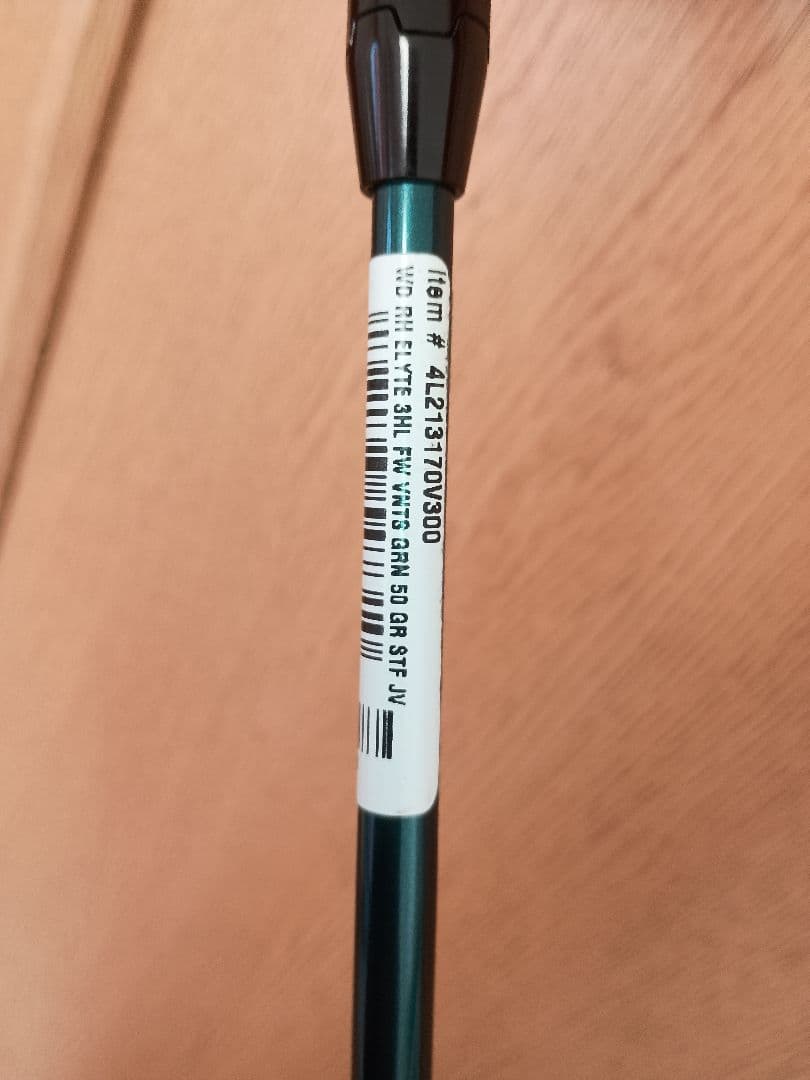 Item # 4L213170V300
WD RH ELYTE 3HL FW VNTS GRN 50 GR STF JV